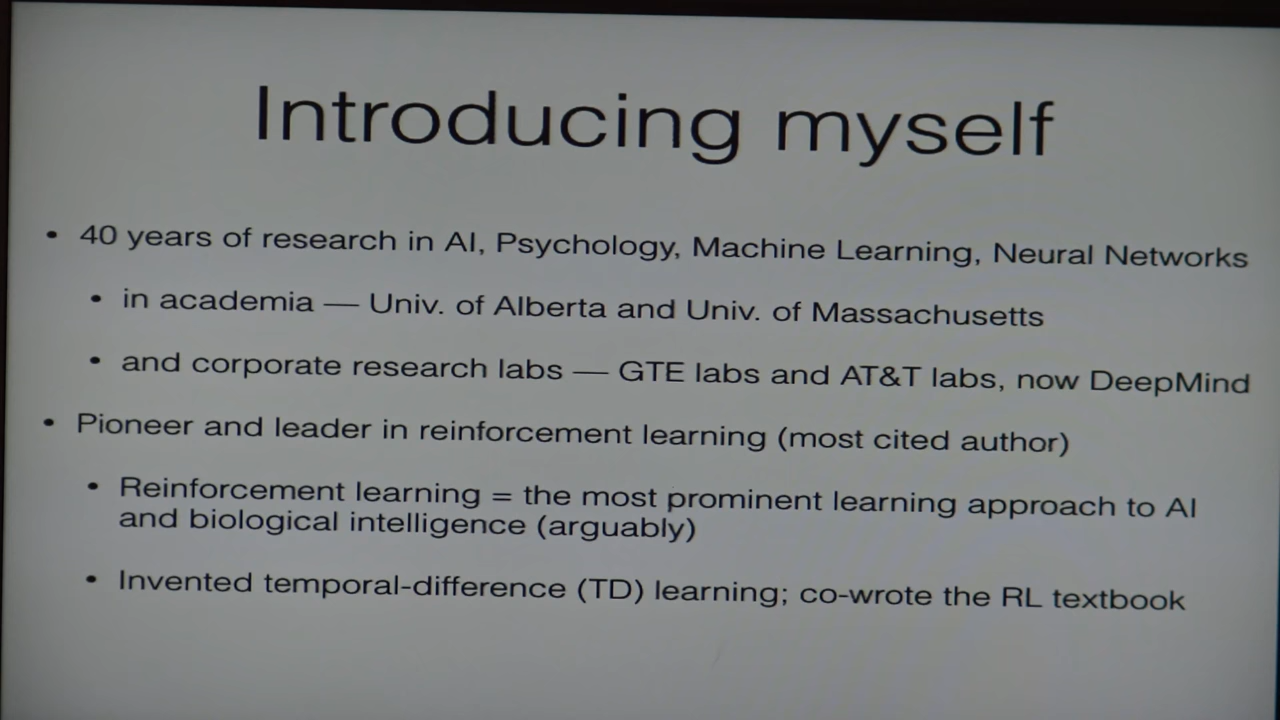 Introducing myself
• 40 years of research in AI, Psychology, Machine Learning, Neural Networks
• in academia — Univ. of Alberta and Univ. of Massachusetts
• and corporate research labs — GTE labs and AT&T labs, now DeepMind
• Pioneer and leader in reinforcement learning (most cited author)
• Reinforcement learning = the most prominent learning approach to AI
and biological intelligence (arguably)
• Invented temporal-difference (TD) learning; co-wrote the RL textbook